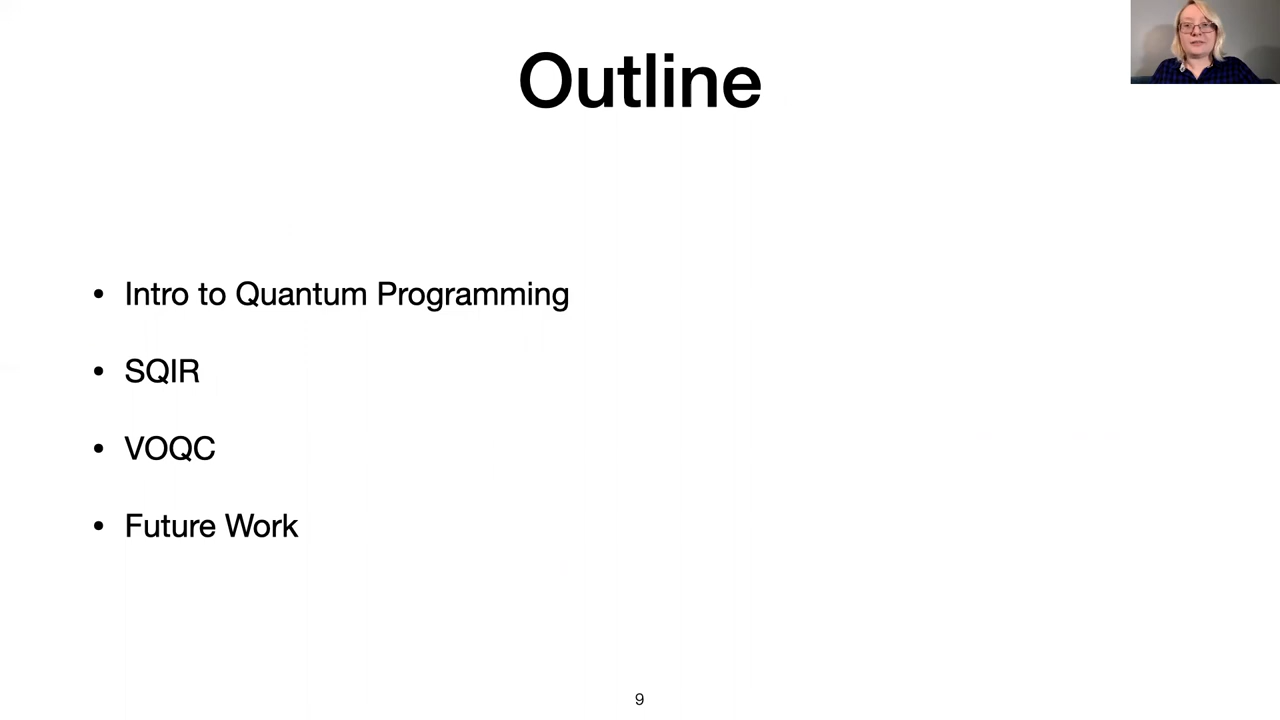 Outline
• Intro to Quantum Programming
• SQIR
• VOQC
• Future Work
9